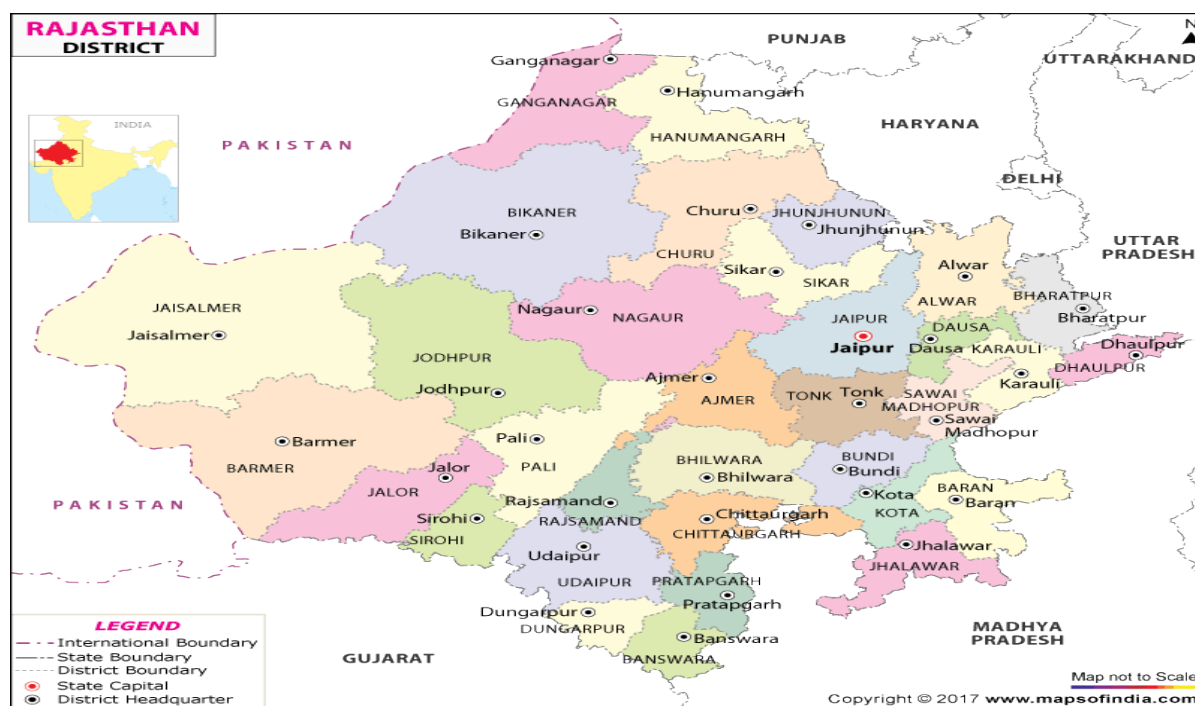 RAJASTHAN
DISTRICT
N
PUNJAB
UTTARAKHAND
Ganganagar
Hanumangarh
GANGANAGAR
INDIA
HARYANA
HANUMANGARH
PAKISTAN
DELHI
BIKANER
Churu
JHUNJHUNUN
Jhunjhunun
Bikaner
UTTAR
PRADESH
CHURU
Sikar
SIKAR
Alwar
ALWAR
BHARATPUR
Bharatpur
JAISALMER
Jaisalmer
Nagaur
NAGAUR
JAIPUR
Jaipur
DAUSA
Dausa
KARAULI
Karauli
Dhaulpur
DHAULPUR
JODHPUR
Jodhpur
Ajmer
AJMER
TONK
Tonk
SAWAI
MADHOPUR
Sawai
Madhopur
Barmer
BARMER
Pali
PALI
BHILWARA
Bhilwara
BUNDI
Bundi
Jalor
JALOR
Kota
KOTA
BARAN
Baran
PAKISTAN
Rajsamand
RAJSAMAND
Chittaurgarh
CHITTAURGARH
Sirohi
SIROHI
Udaipur
UDAIPUR
Jhalawar
JHALAWAR
PRATAPGARH
Pratapgarh
Dungarpur
DUNGARPUR
Banswara
BANSWARA
GUJARAT
MADHYA
PRADESH
LEGEND
International Boundary
State Boundary
District Boundary
State Capital
District Headquarter
Map not to Scale
Copyright © 2017 www.mapsofindia.com